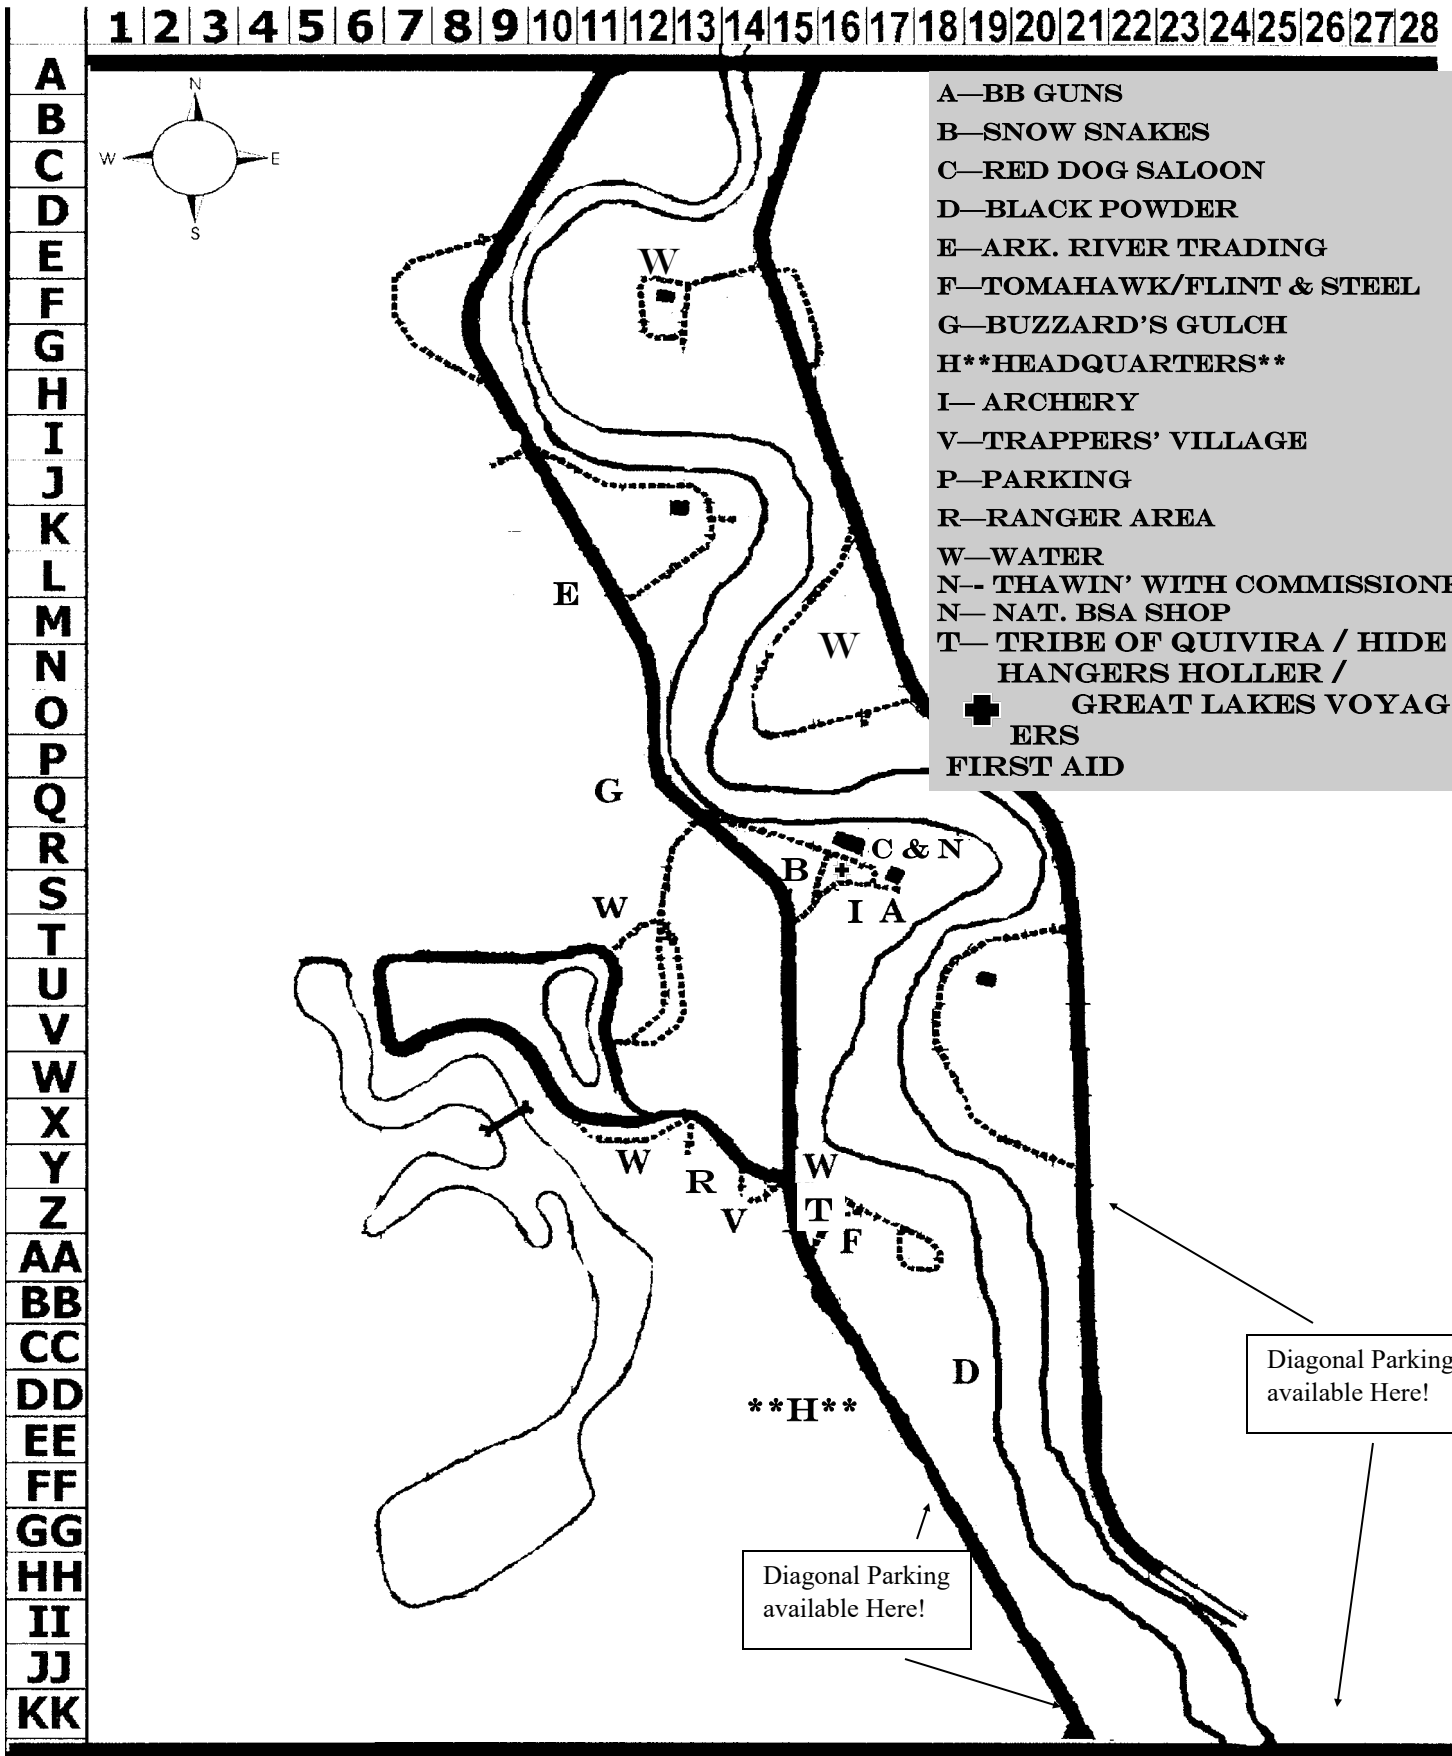 1 2 3 4 5 6 7 8 9 10 11 12 13 14 15 16 17 18 19 20 21 22 23 24 25 26 27 28
A
B
C
D
E
F
G
H
I
J
K
L
M
N
O
P
Q
R
S
T
U
V
W
X
Y
Z
AA
BB
CC
DD
EE
FF
GG
HH
II
JJ
KK
N
W E
S
A—BB GUNS
B—SNOW SNAKES
C—RED DOG SALOON
D—BLACK POWDER
E—ARK. RIVER TRADING
F—TOMAHAWK/FLINT & STEEL
G—BUZZARD’S GULCH
H**HEADQUARTERS**
I— ARCHERY
V—TRAPPERS’ VILLAGE
P—PARKING
R—RANGER AREA
W—WATER
N–- THAWIN’ WITH COMMISSIONE
N— NAT. BSA SHOP
T— TRIBE OF QUIVIRA / HIDE
HANGERS HOLLER /
GREAT LAKES VOYAG
ERS
FIRST AID
W
E
W
G
C & N
B
W
I A
W
W
R
T
V
F
D
**H**
Diagonal Parking
available Here!
Diagonal Parking
available Here!